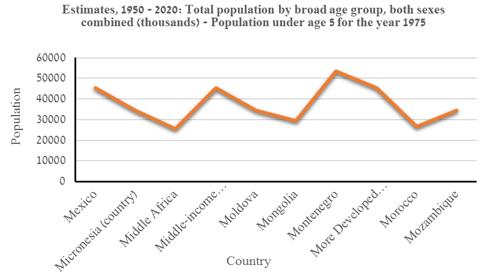 Estimates, 1950 - 2020: Total population by broad age group, both sexes
combined (thousands) - Population under age 5 for the year 1975
60000
50000
40000
30000
20000
10000
0
Population
Mexico
Micronesia (country)
Middle Africa
Middle-income...
Moldova
Mongolia
Montenegro
More Developed...
Morocco
Mozambique
Country